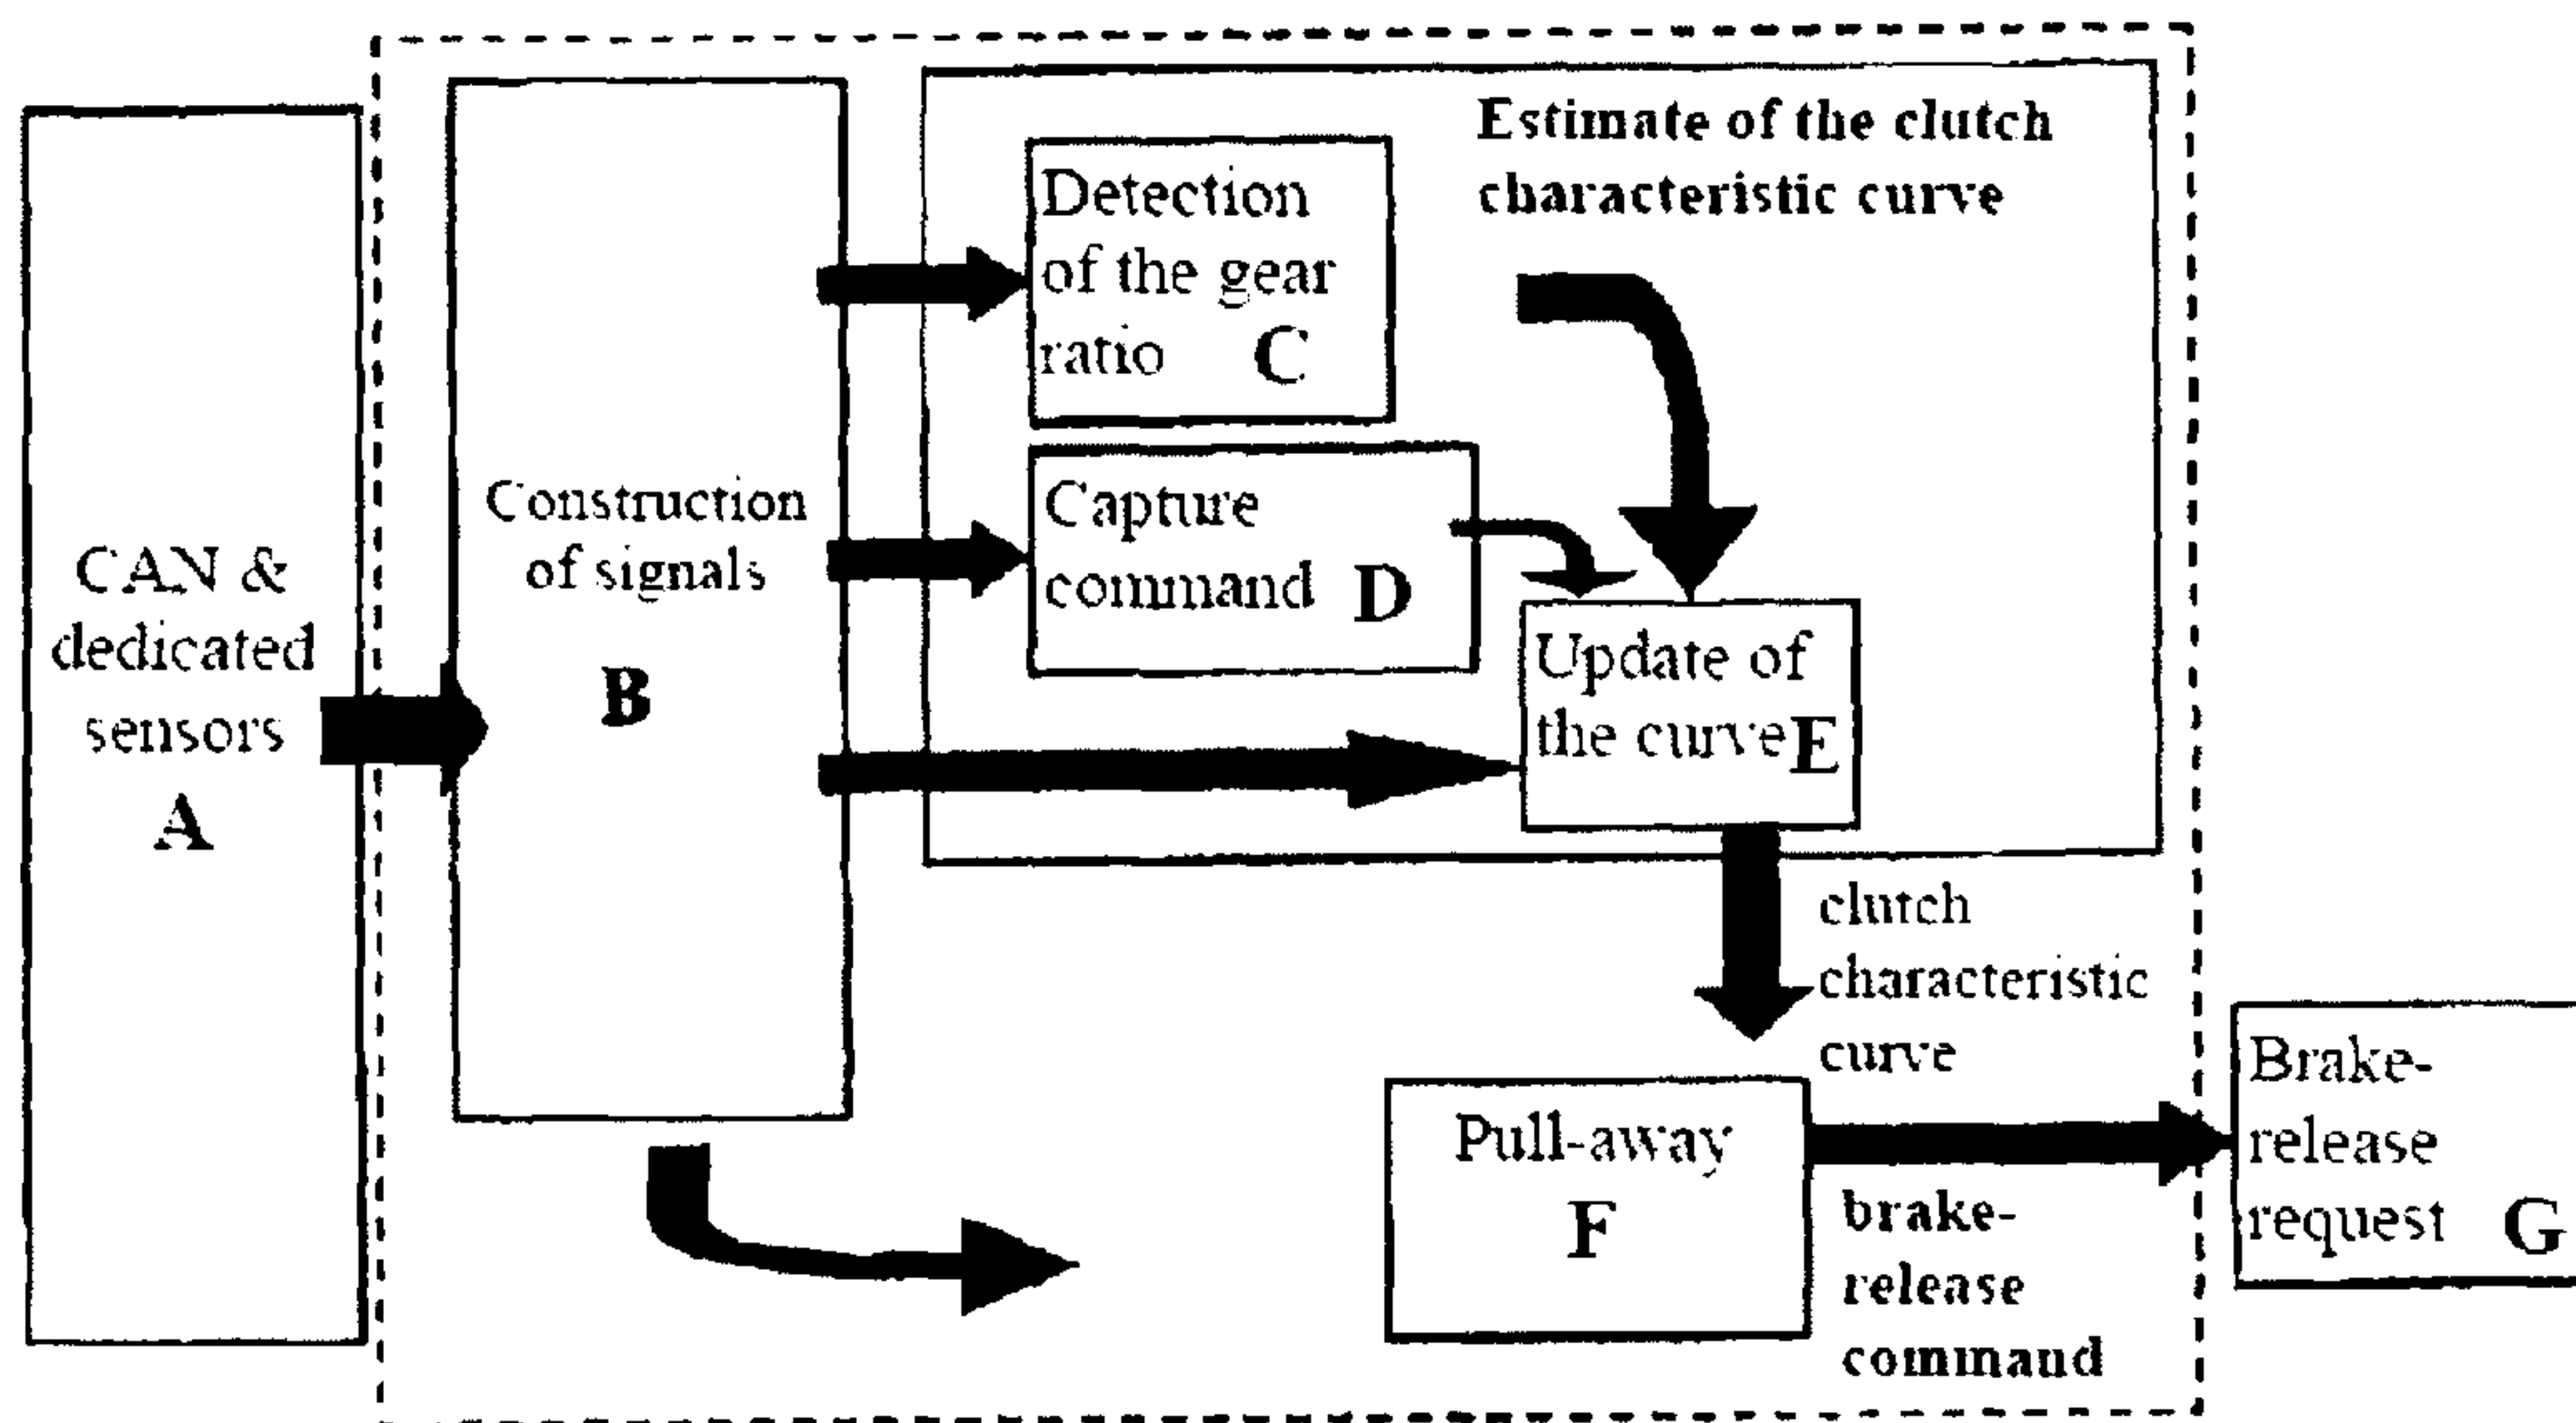 CAN &
dedicated
sensors
A
Construction
of signals
B
Estimate of the clutch
characteristic curve
Detection
of the gear
ratio C
Capture
command D
Update of
the curve E
clutch
characteristic
curve
Pull-away
F
brake-
release
command
Brake-
release
request G